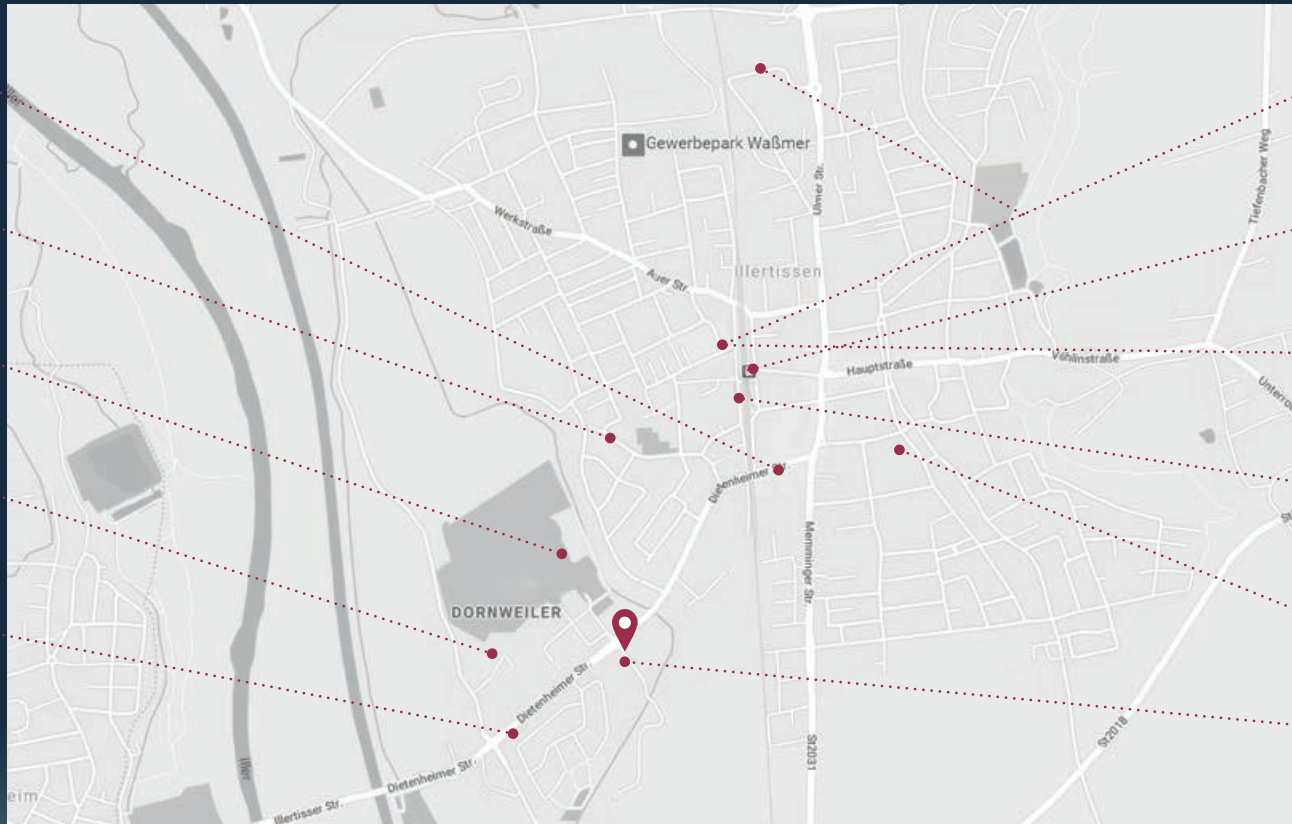 Gewerbepark Waßmer
Ulmer Str.
Tiefenbacher Weg
Werkstraße
Illertissen
Auer Str.
Hauptstraße
Vöhlinstraße
Dietenheimer Str.
Memminger Str.
DORNWEILER
Dietenheimer Str.
St2018
St2031
Iller
Dietenheimer Str.
Illertisser Str.
eim